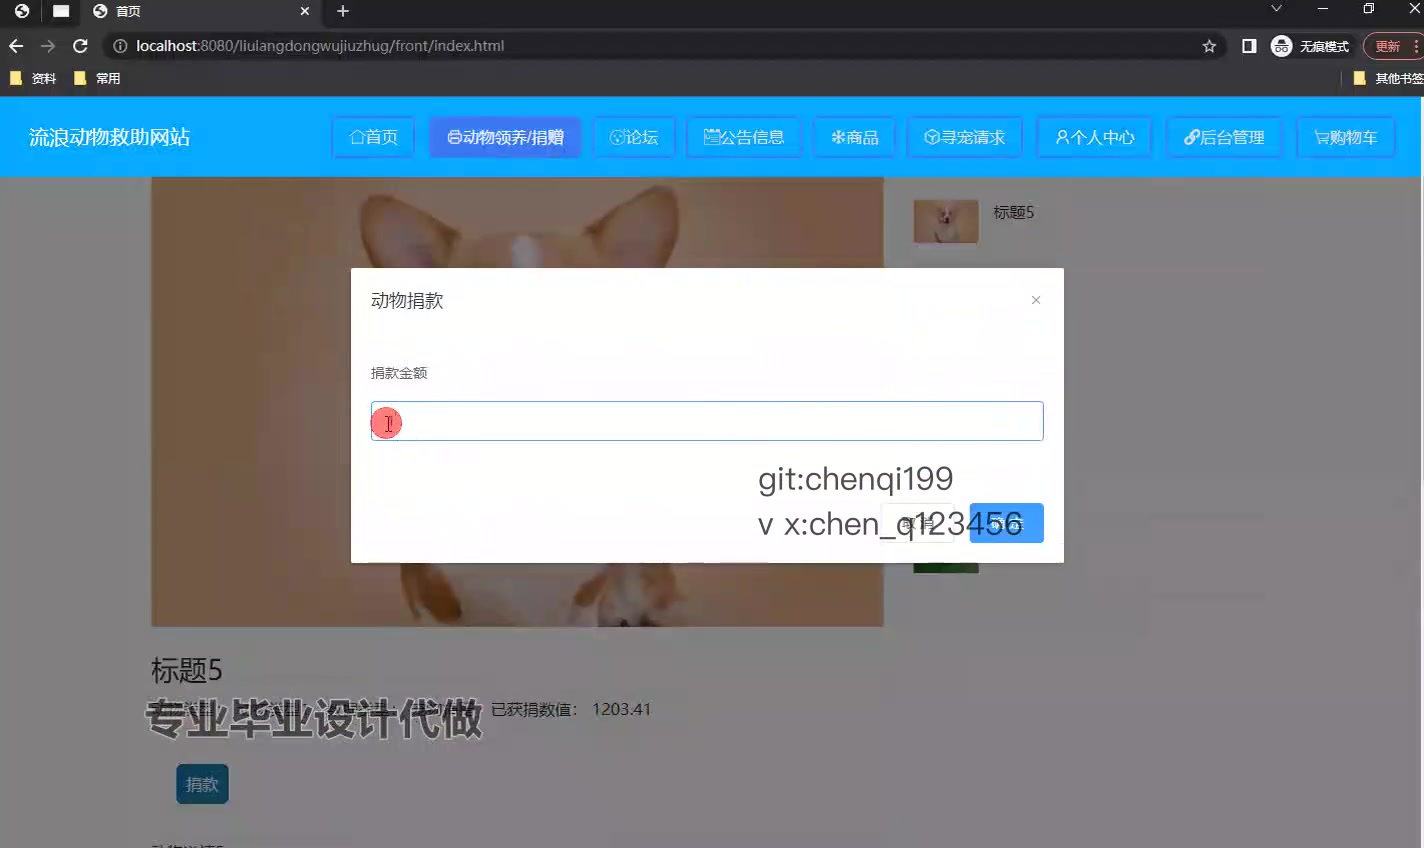 首页
localhost:8080/liulangdongwujiuzhug/front/index.html
无痕模式
更新
资料
常用
其他书签
流浪动物救助网站
首页
动物领养/捐赠
论坛
公告信息
商品
寻宠请求
个人中心
后台管理
购物车
标题5
动物捐款
捐款金额
git:chenqi199
v x:chen_q123456
取消
标题5
专业毕业设计代做
已获捐数值： 1203.41
捐款